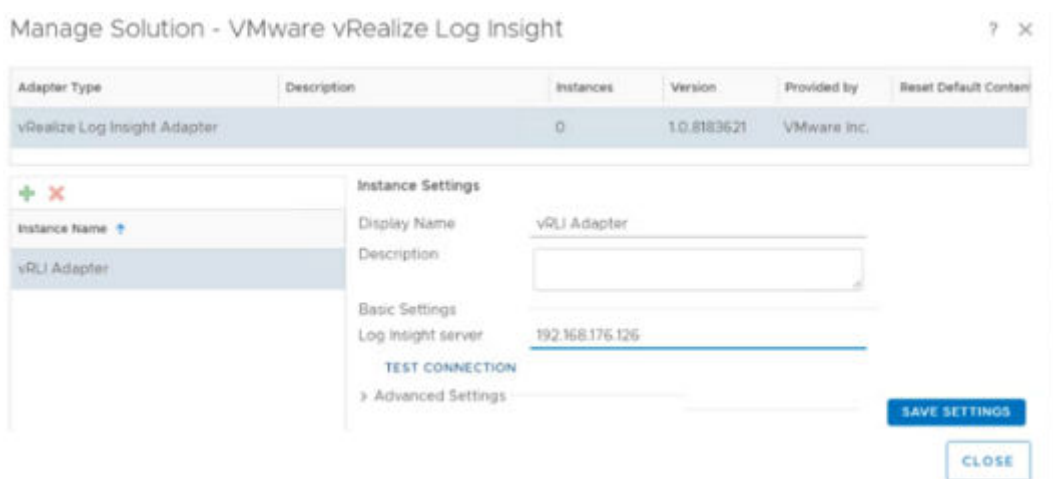 Manage Solution - VMware vRealize Log Insight ? ×
Adapter Type Description Instances Version Provided by Reset Default Conten
vRealize Log Insight Adapter 0 1.0.8183621 VMware Inc.
Instance Settings
Instance Name
vRLI Adapter
Display Name vRLI Adapter
Description
Basic Settings
Log Insight server 192.168.176.126
TEST CONNECTION
> Advanced Settings
SAVE SETTINGS
CLOSE